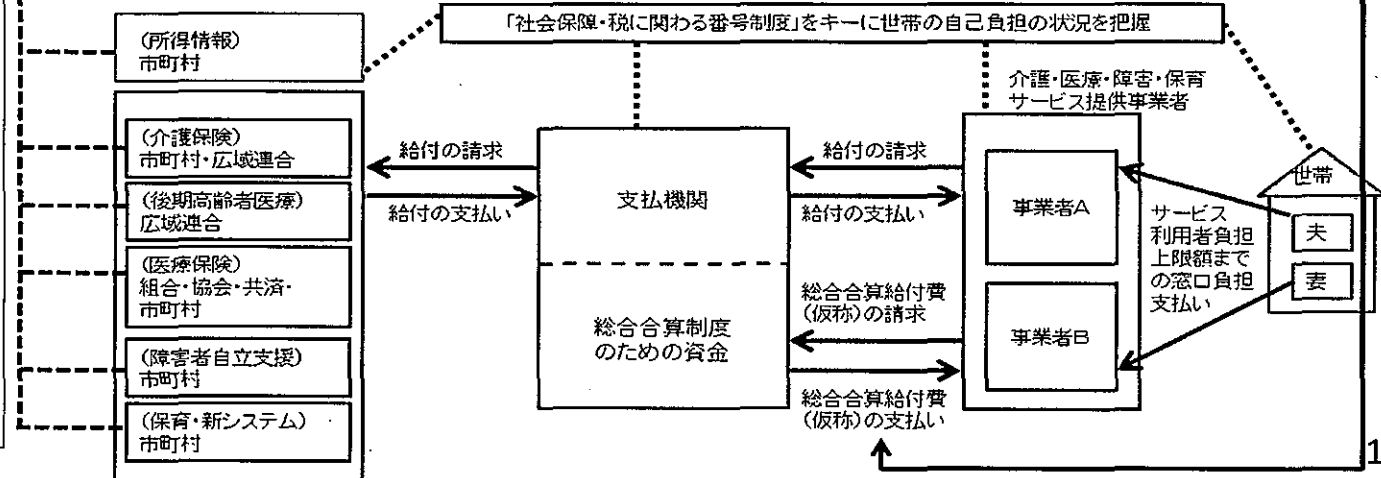 「社会保障・税に関わる番号制度」をキーに世帯の自己負担の状況を把握
(所得情報)
市町村
(介護保険)
市町村・広域連合
(後期高齢者医療)
広域連合
(医療保険)
組合・協会・共済・
市町村
(障害者自立支援)
市町村
(保育・新システム)
市町村
給付の請求
給付の支払い
支払機関
総合合算制度
のための資金
給付の請求
給付の支払い
総合合算給付費
(仮称)の請求
総合合算給付費
(仮称)の支払い
介護・医療・障害・保育
サービス提供事業者
事業者A
事業者B
サービス
利用者負担
上限額まで
の窓口負担
支払い
世帯
夫
妻
1